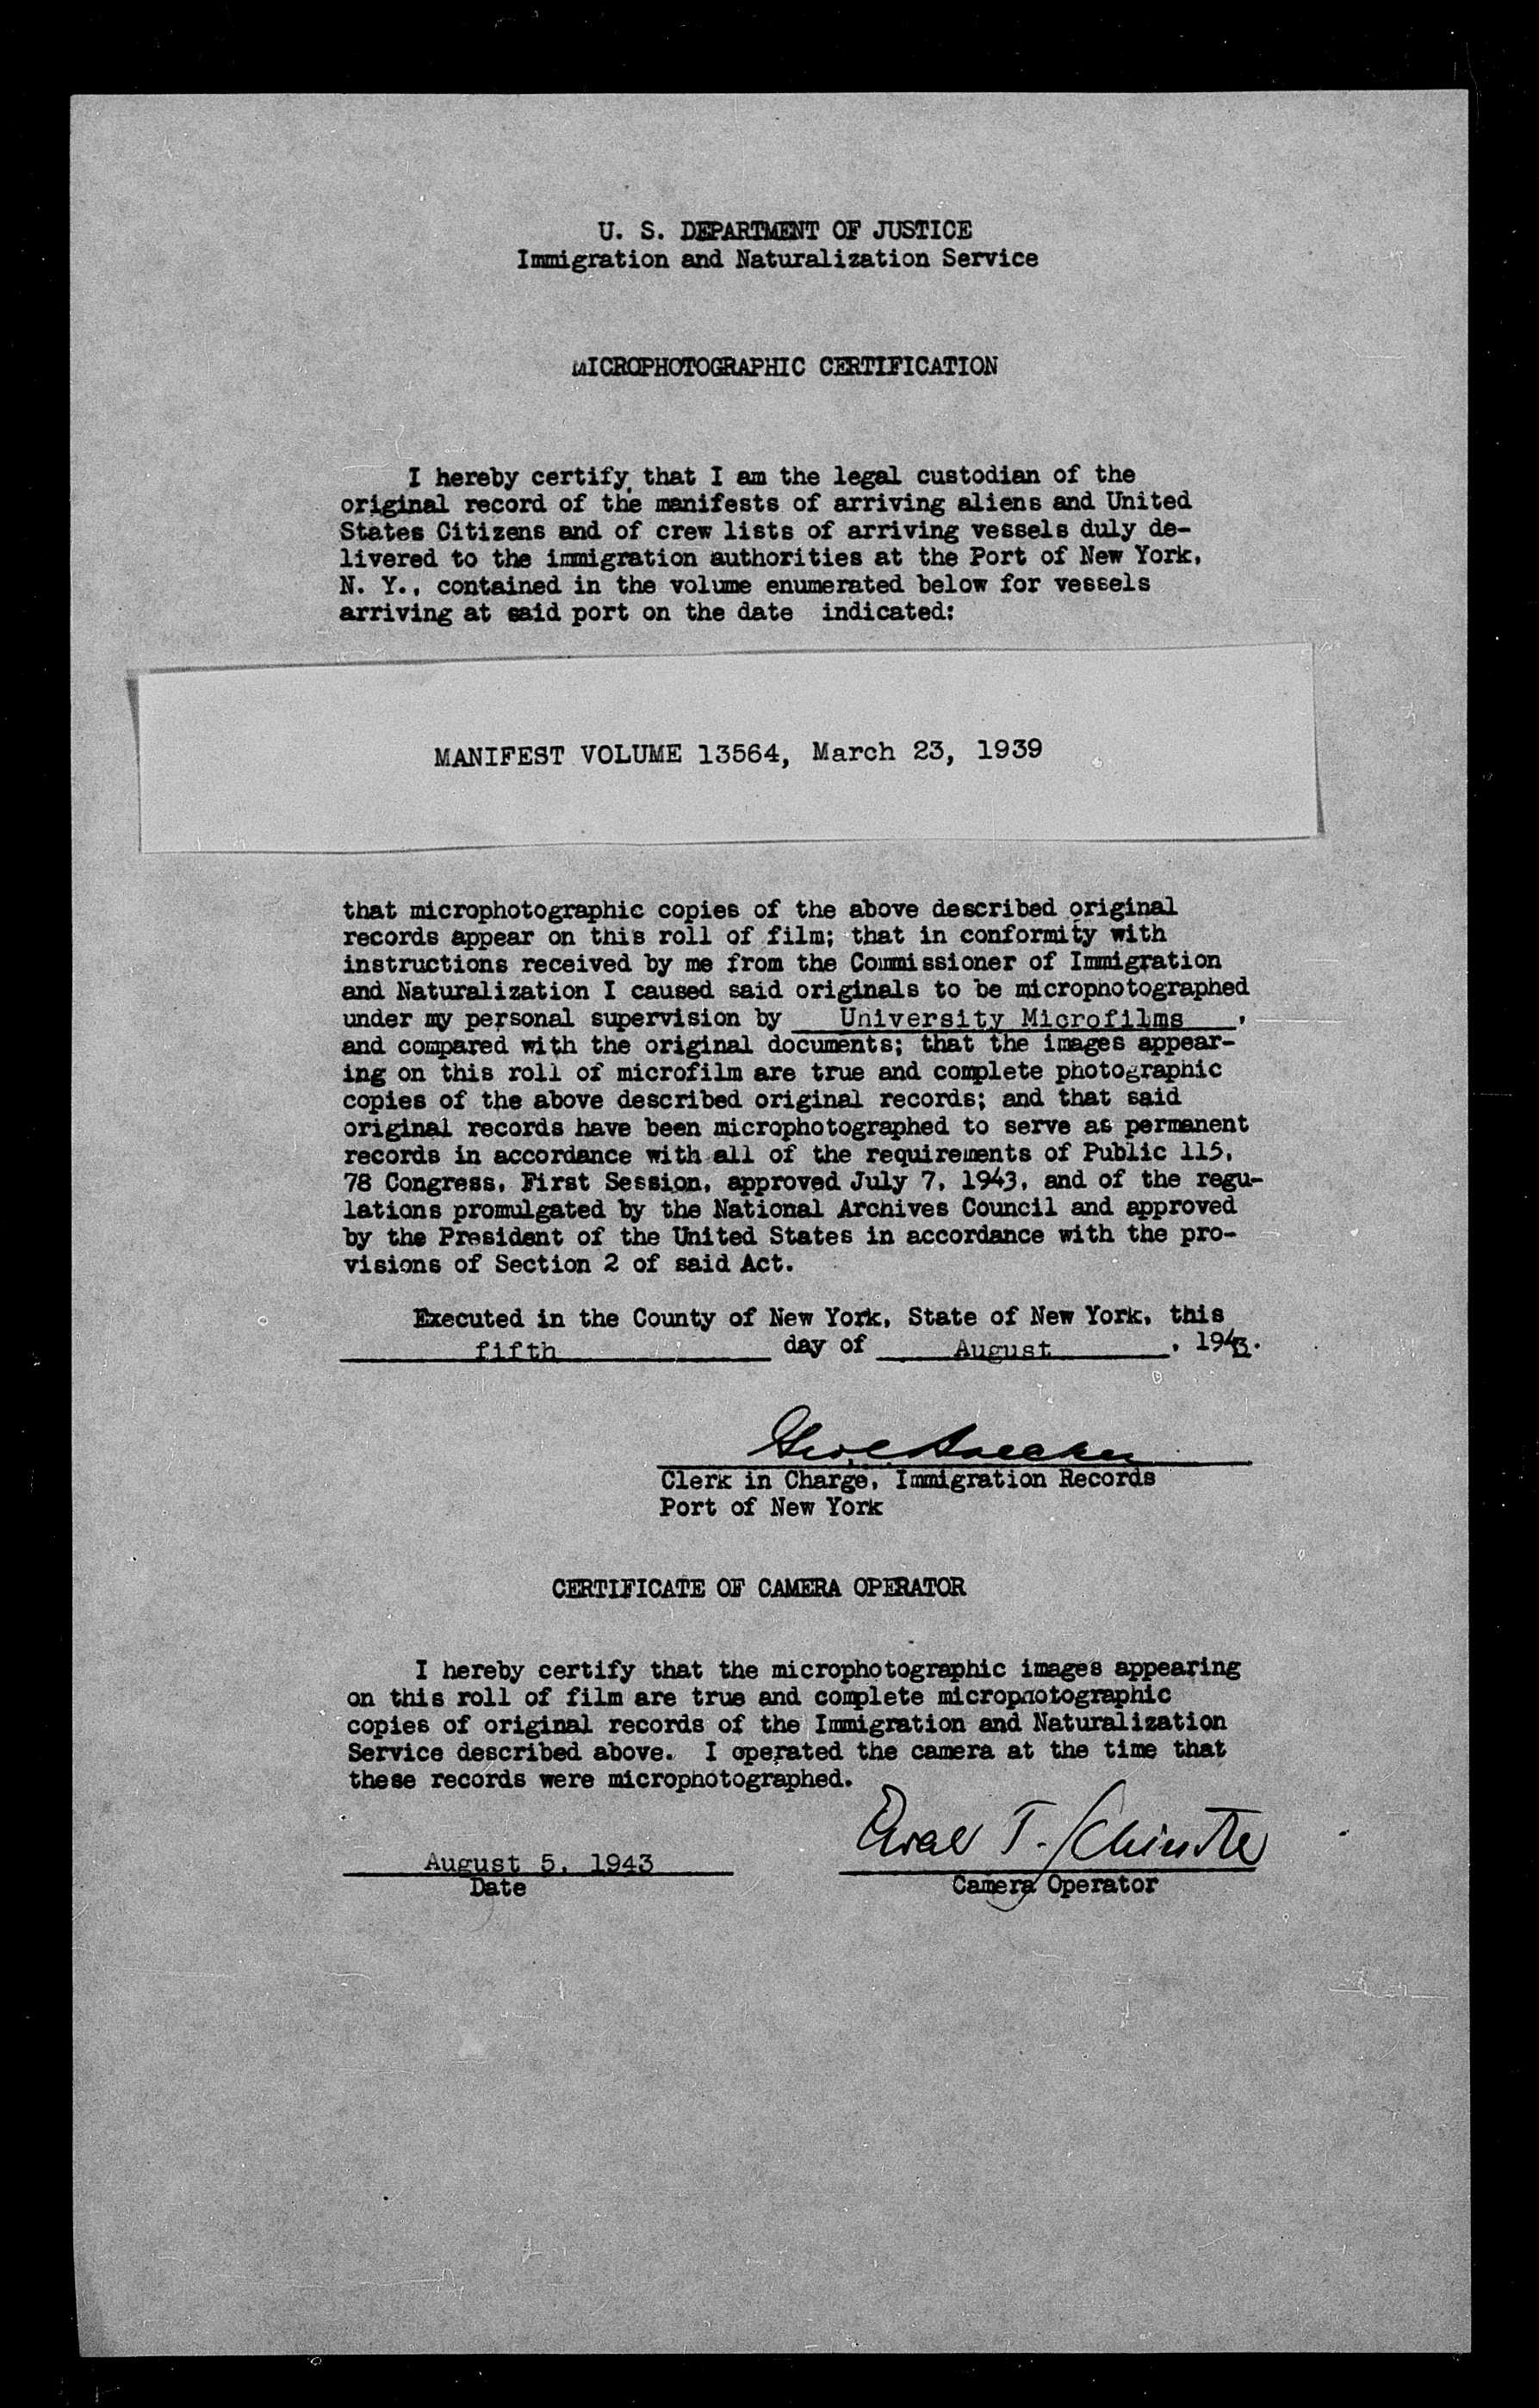 U. S. DEPARTMENT OF JUSTICE
Immigration and Naturalization Service
MICROPHOTOGRAPHIC CERTIFICATION
I hereby certify that I am the legal custodian of the
original record of the manifests of arriving aliens and United
States Citizens and of crew lists of arriving vessels duly de-
livered to the immigration authorities at the Port of New York,
N. Y., contained in the volume enumerated below for vessels
arriving at said port on the date indicated:
MANIFEST VOLUME 13564, March 23, 1939
that microphotographic copies of the above described original
records appear on this roll of film; that in conformity with
instructions received by me from the Commissioner of Immigration
and Naturalization I caused said originals to be microphotographed
under my personal supervision by University Microfilms,
and compared with the original documents; that the images appear-
ing on this roll of microfilm are true and complete photographic
copies of the above described original records; and that said
original records have been microphotographed to serve as permanent
records in accordance with all of the requirements of Public 115,
78 Congress, First Session, approved July 7, 1943, and of the regu-
lations promulgated by the National Archives Council and approved
by the President of the United States in accordance with the pro-
visions of Section 2 of said Act.
Executed in the County of New York, State of New York, this
fifth day of August, 1943.
Clerk in Charge, Immigration Records
Port of New York
CERTIFICATE OF CAMERA OPERATOR
I hereby certify that the microphotographic images appearing
on this roll of film are true and complete microphotographic
copies of original records of the Immigration and Naturalization
Service described above. I operated the camera at the time that
these records were microphotographed.
T.
August 5, 1943
Date Camera Operator